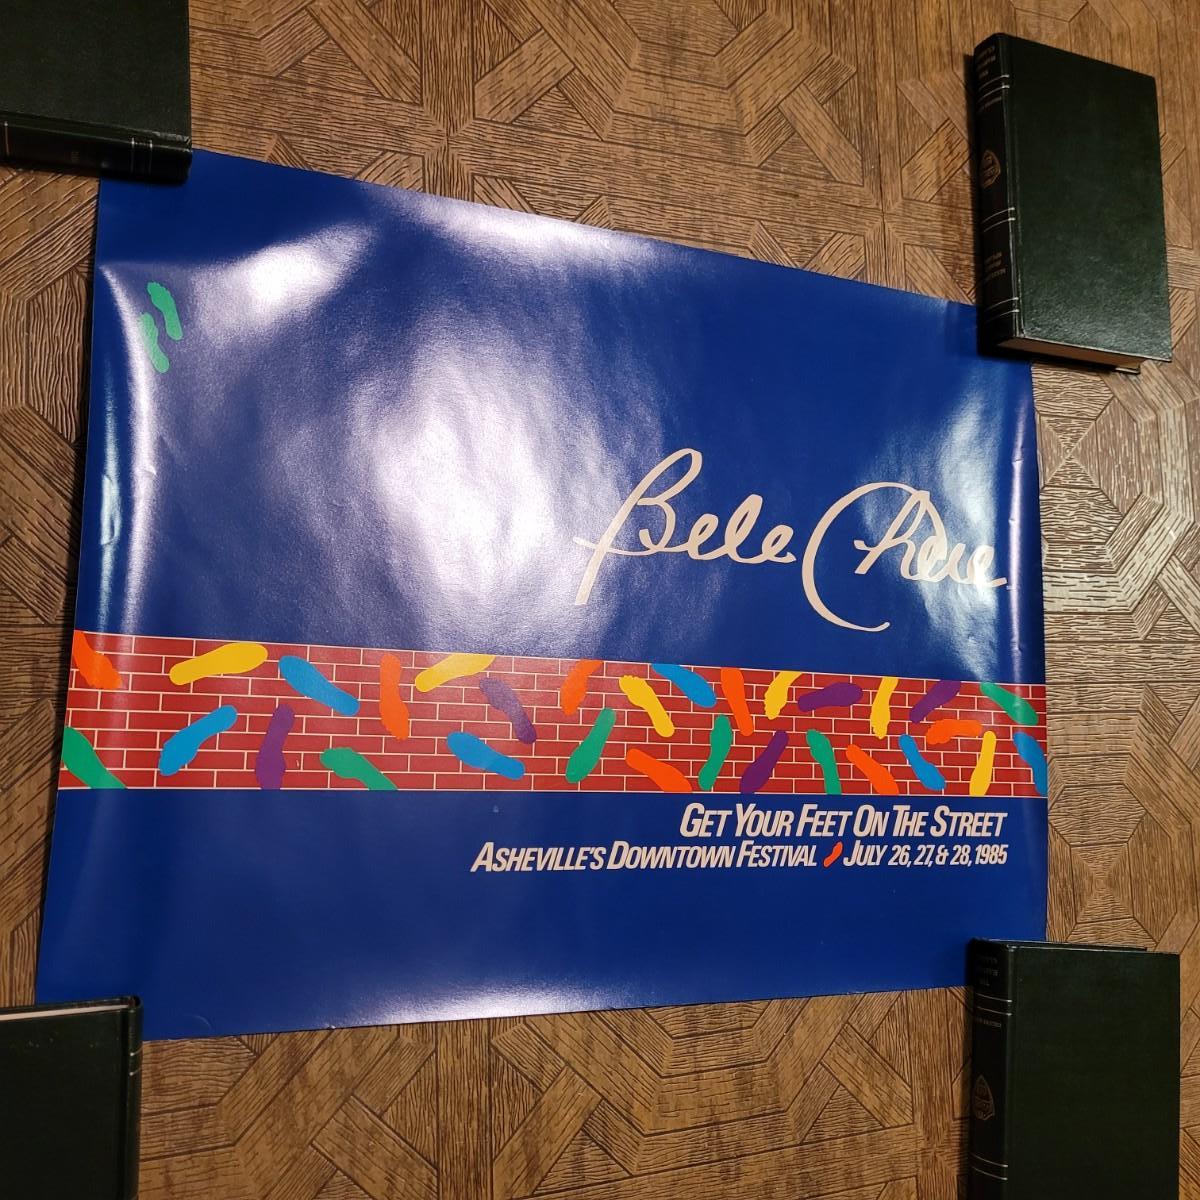 Bele Chere
GET YOUR FEET ON THE STREET
ASHEVILLE'S DOWNTOWN FESTIVAL JULY 26, 27, & 28, 1985